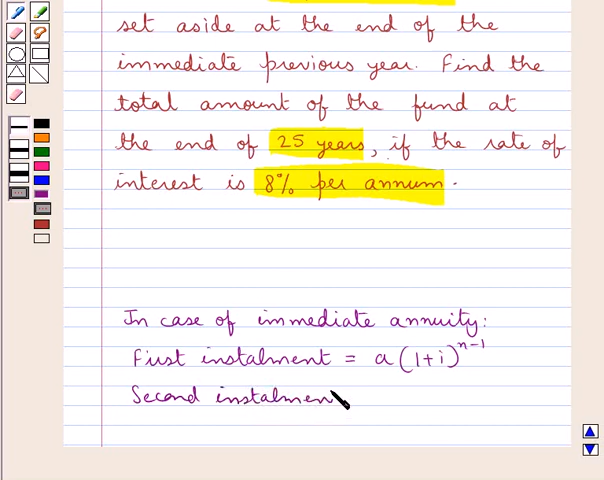 set aside at the end of the
immediate previous year. Find the
total amount of the fund at
the end of 25 years, if the rate of
interest is 8% per annum.
In case of immediate annuity:
First instalment = a(1+i)^{n-1}
Second instalmen